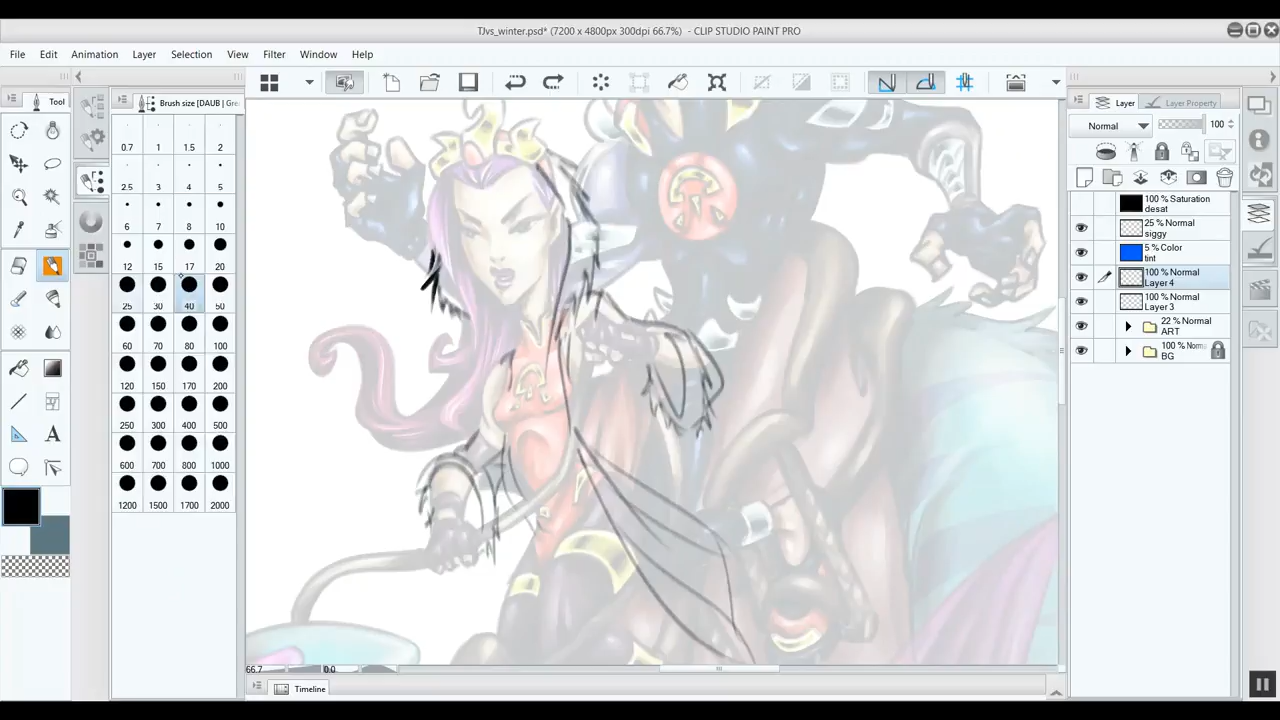 TJvs_winter.psd* (7200 x 4800px 300dpi 66.7%) - CLIP STUDIO PAINT PRO
File Edit Animation Layer Selection View Filter Window Help
Tool
Brush size [DAUB | Gre
Layer
Layer Property
0.7 1 1.5 2
2.5 3 4 5
6 7 8 10
12 15 17 20
25 30 40 50
60 70 80 100
120 150 170 200
250 300 400 500
600 700 800 1000
1200 1500 1700 2000
Normal 100
100 % Saturation
desat
25 % Normal
siggy
5 % Color
tint
100 % Normal
Layer 4
100 % Normal
Layer 3
22 % Normal
ART
100 % Norm
BG
66.7 0.0
Timeline